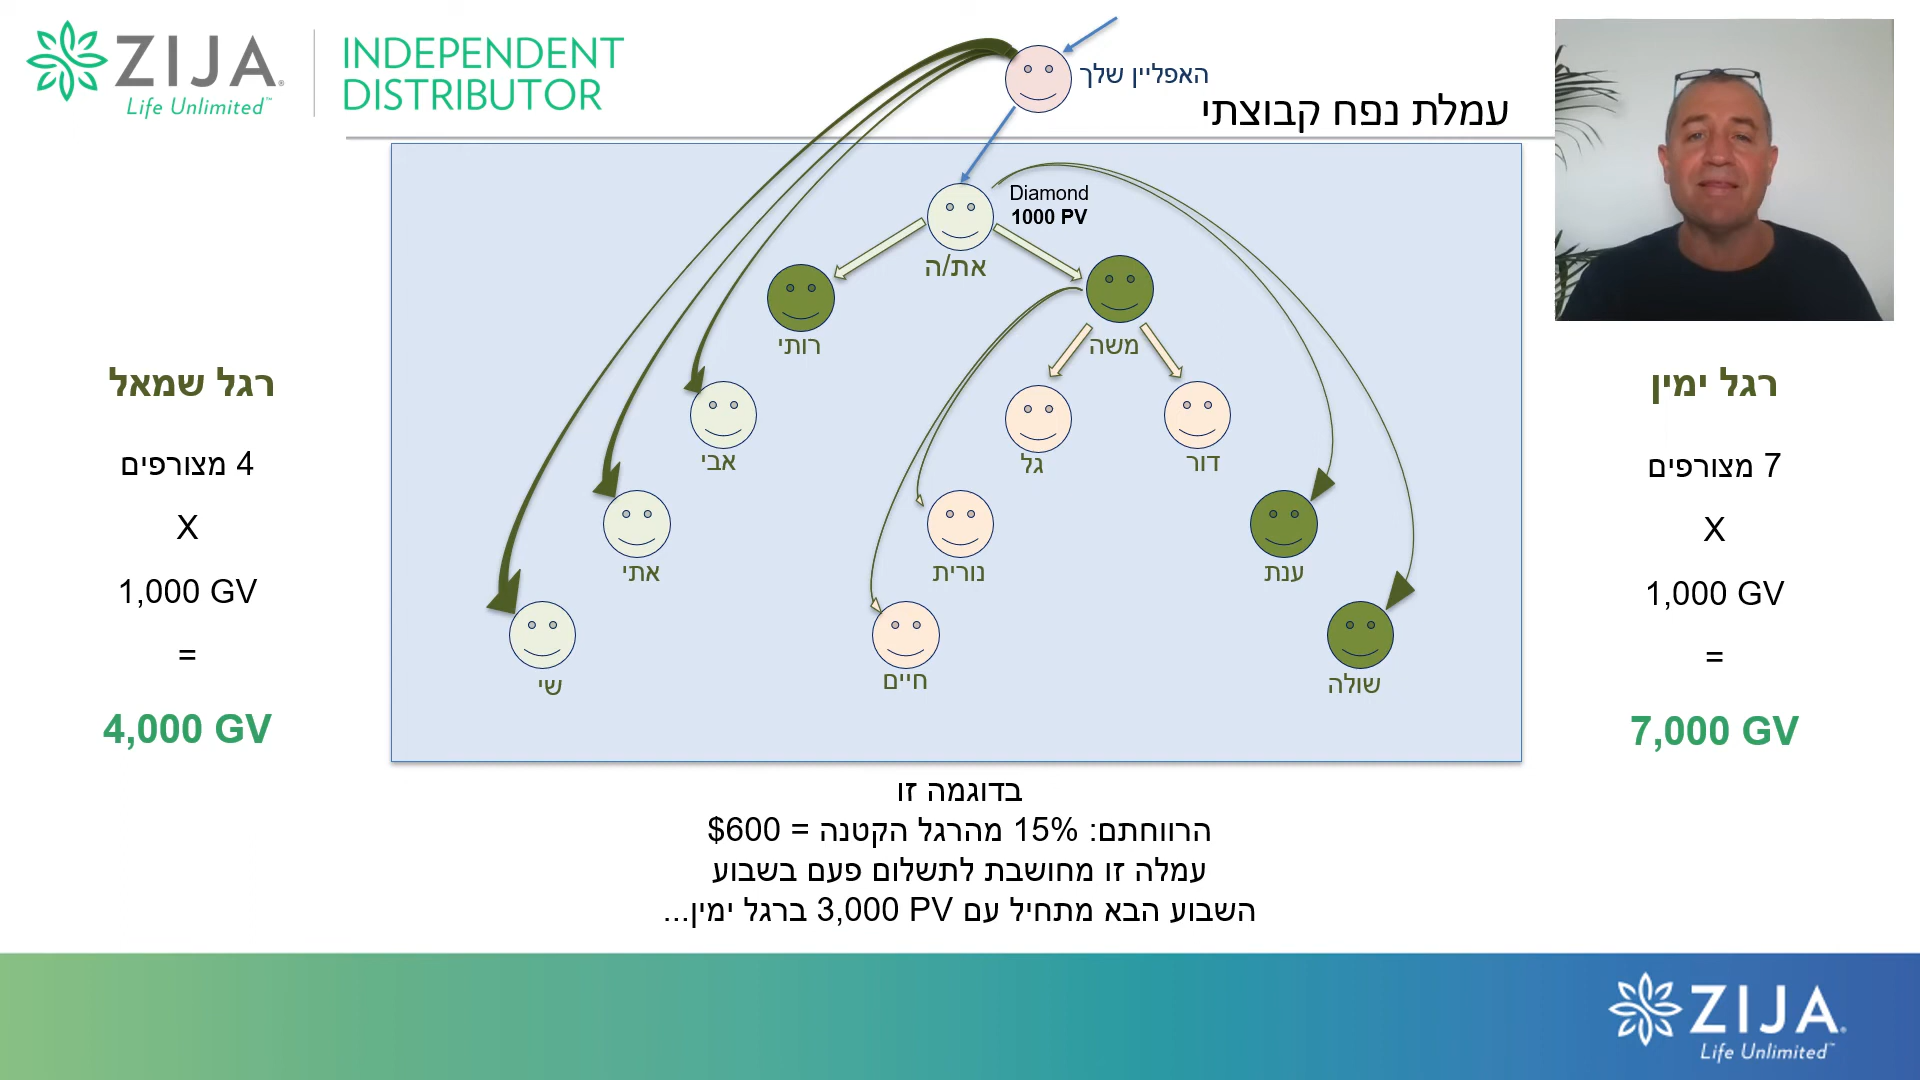 ZIJA
Life Unlimited™
INDEPENDENT
DISTRIBUTOR
האפליין שלך
עמלת נפח קבוצתי
Diamond
1000 PV
את/ה
רותי
משה
אבי
גל
דור
אתי
נורית
ענת
שי
חיים
שולה
רגל שמאל
4 מצורפים
X
1,000 GV
=
4,000 GV
רגל ימין
7 מצורפים
X
1,000 GV
=
7,000 GV
בדוגמה זו
הרווחתם: 15% מהרגל הקטנה = $600
עמלה זו מחושבת לתשלום פעם בשבוע
השבוע הבא מתחיל עם 3,000 PV ברגל ימין...
ZIJA
Life Unlimited™